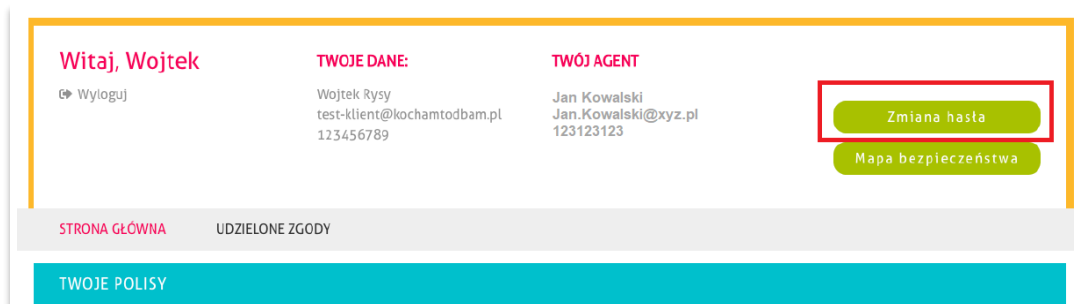 Witaj, Wojtek
Wyloguj
TWOJE DANE:
Wojtek Rysy
test-klient@kochamtodbam.pl
123456789
TWÓJ AGENT
Jan Kowalski
Jan.Kowalski@xyz.pl
123123123
Zmiana hasła
Mapa bezpieczeństwa
STRONA GŁÓWNA
UDZIELONE ZGODY
TWOJE POLISY